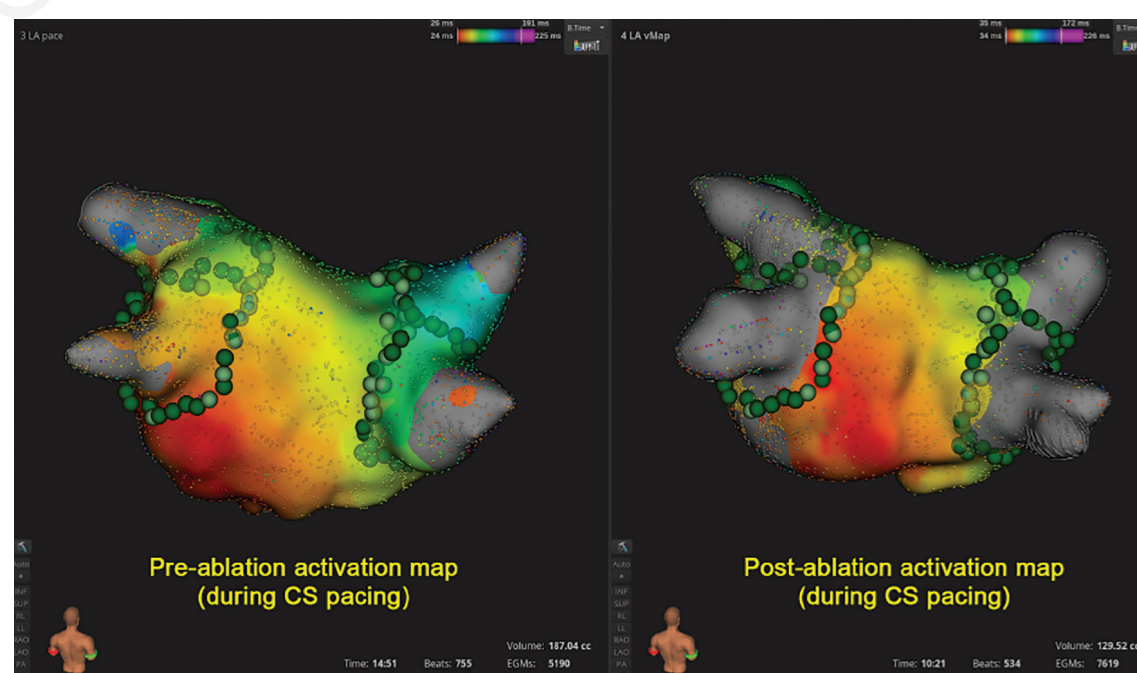 3 LA pace
26 ms 191 ms
24 ms 225 ms
B.Time
4 LA vMap
35 ms 172 ms
34 ms 226 ms
B.Time
Pre-ablation activation map
(during CS pacing)
Auto
INF
SUP
RL
LL
RAO
LAO
PA
Volume: 187.04 cc
Time: 14:51 Beats: 755 EGMs: 5190
Post-ablation activation map
(during CS pacing)
Auto
INF
SUP
RL
LL
RAO
LAO
PA
Volume: 129.52 cc
Time: 10:21 Beats: 534 EGMs: 7619